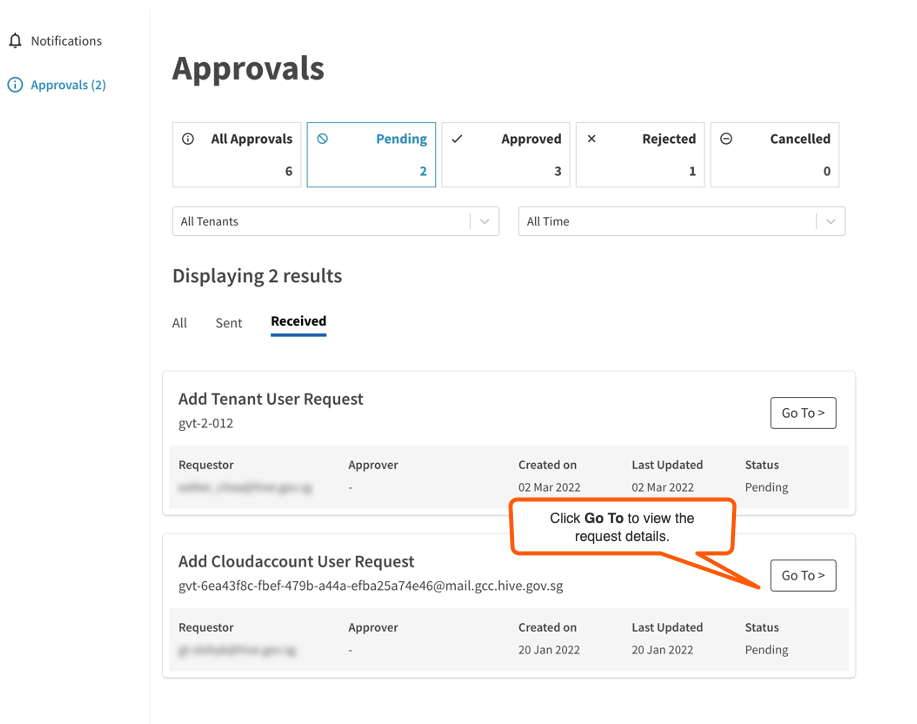 Notifications
Approvals (2)
Approvals
All Approvals
6
Pending
2
Approved
3
Rejected
1
Cancelled
0
All Tenants
All Time
Displaying 2 results
All Sent Received
Add Tenant User Request
gvt-2-012
Go To >
Requestor Approver Created on Last Updated Status
- 02 Mar 2022 02 Mar 2022 Pending
Click Go To to view the
request details.
Add Cloudaccount User Request
gvt-6ea43f8c-fbef-479b-a44a-efba25a74e46@mail.gcc.hive.gov.sg
Go To >
Requestor Approver Created on Last Updated Status
- 20 Jan 2022 20 Jan 2022 Pending